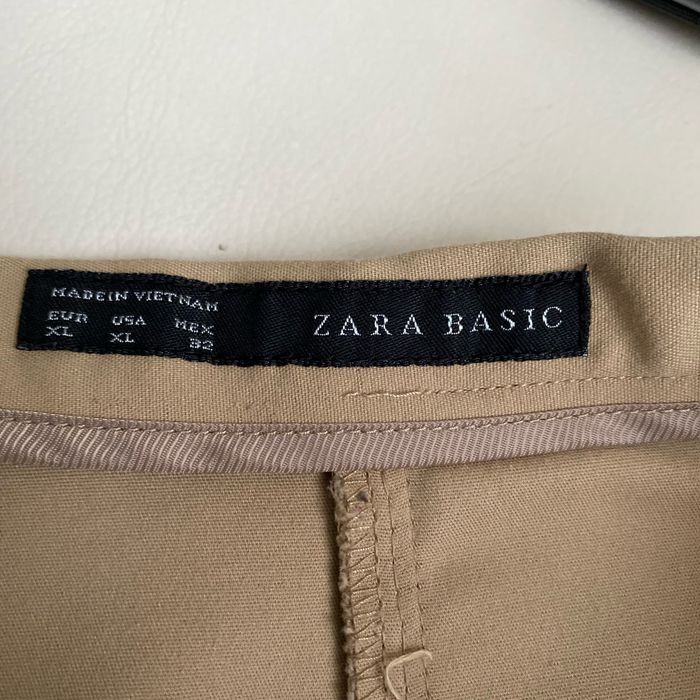 MADE IN VIETNAM
EUR USA MEX
XL XL 32
ZARA BASIC